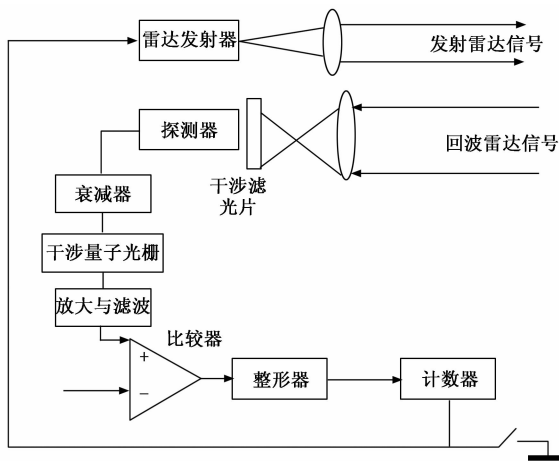 雷达发射器
发射雷达信号
探测器
回波雷达信号
干涉滤
光片
衰减器
干涉量子光栅
放大与滤波
比较器
+
−
整形器
计数器